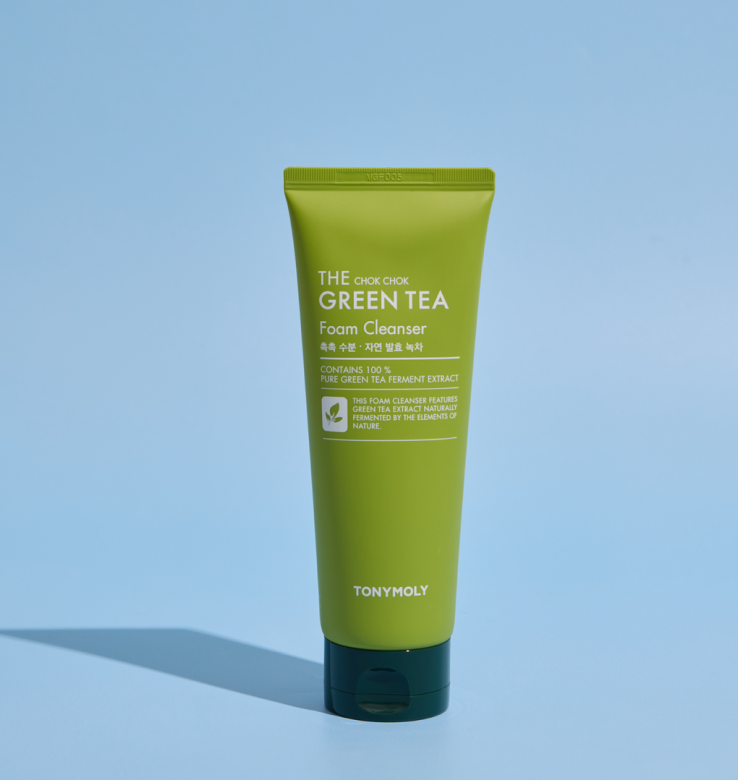 THE CHOK CHOK
GREEN TEA
Foam Cleanser
촉촉 수분 · 자연 발효 녹차
CONTAINS 100 %
PURE GREEN TEA FERMENT EXTRACT
THIS FOAM CLEANSER FEATURES
GREEN TEA EXTRACT NATURALLY
FERMENTED BY THE ELEMENTS OF
NATURE.
TONYMOLY